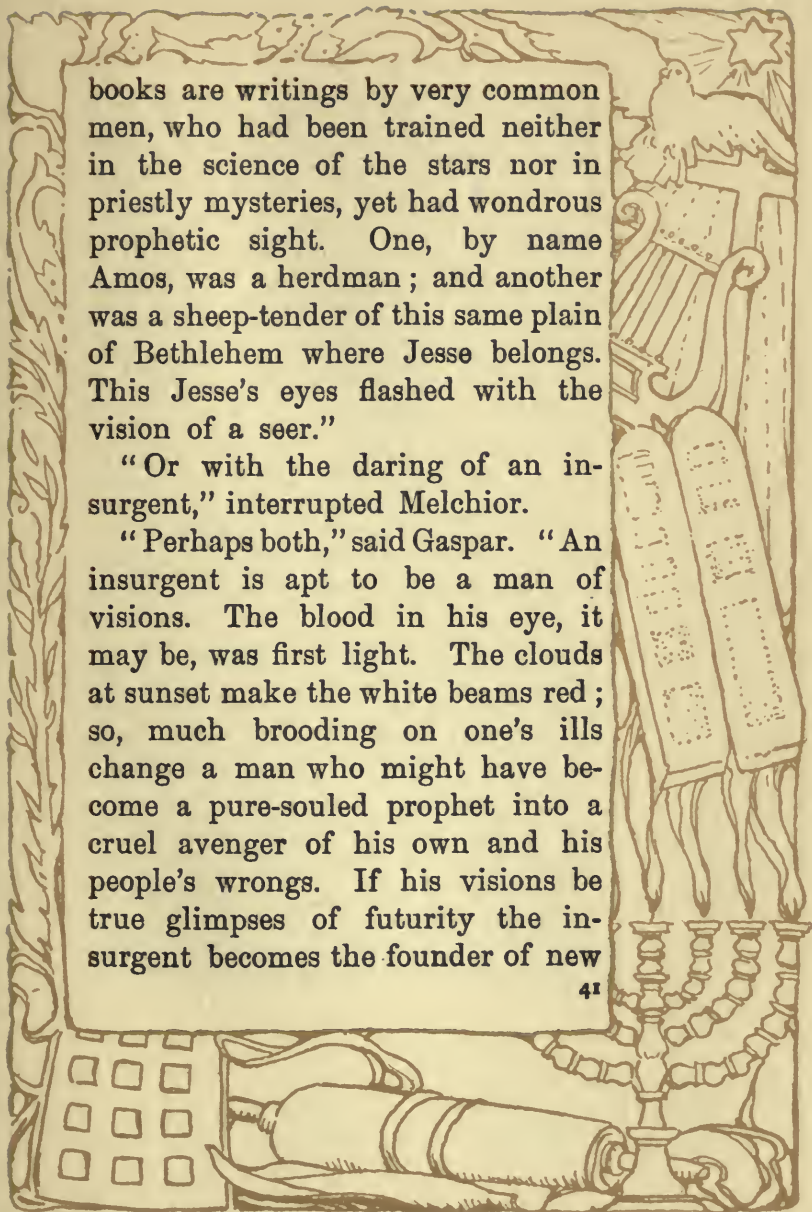 books are writings by very common
men, who had been trained neither
in the science of the stars nor in
priestly mysteries, yet had wondrous
prophetic sight. One, by name
Amos, was a herdman; and another
was a sheep-tender of this same plain
of Bethlehem where Jesse belongs.
This Jesse's eyes flashed with the
vision of a seer."
"Or with the daring of an in-
surgent," interrupted Melchior.
"Perhaps both," said Gaspar. "An
insurgent is apt to be a man of
visions. The blood in his eye, it
may be, was first light. The clouds
at sunset make the white beams red;
so, much brooding on one's ills
change a man who might have be-
come a pure-souled prophet into a
cruel avenger of his own and his
people's wrongs. If his visions be
true glimpses of futurity the in-
surgent becomes the founder of new
41